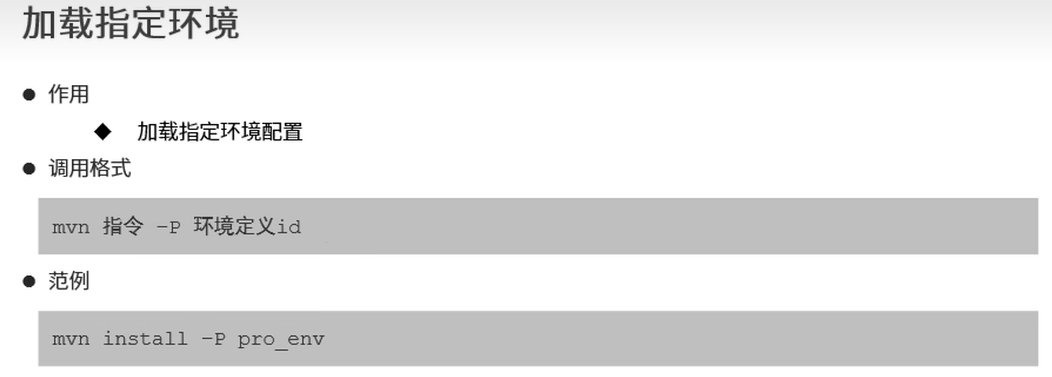 加载指定环境
● 作用
◆ 加载指定环境配置
● 调用格式
mvn 指令 –P 环境定义id
● 范例
mvn install –P pro_env